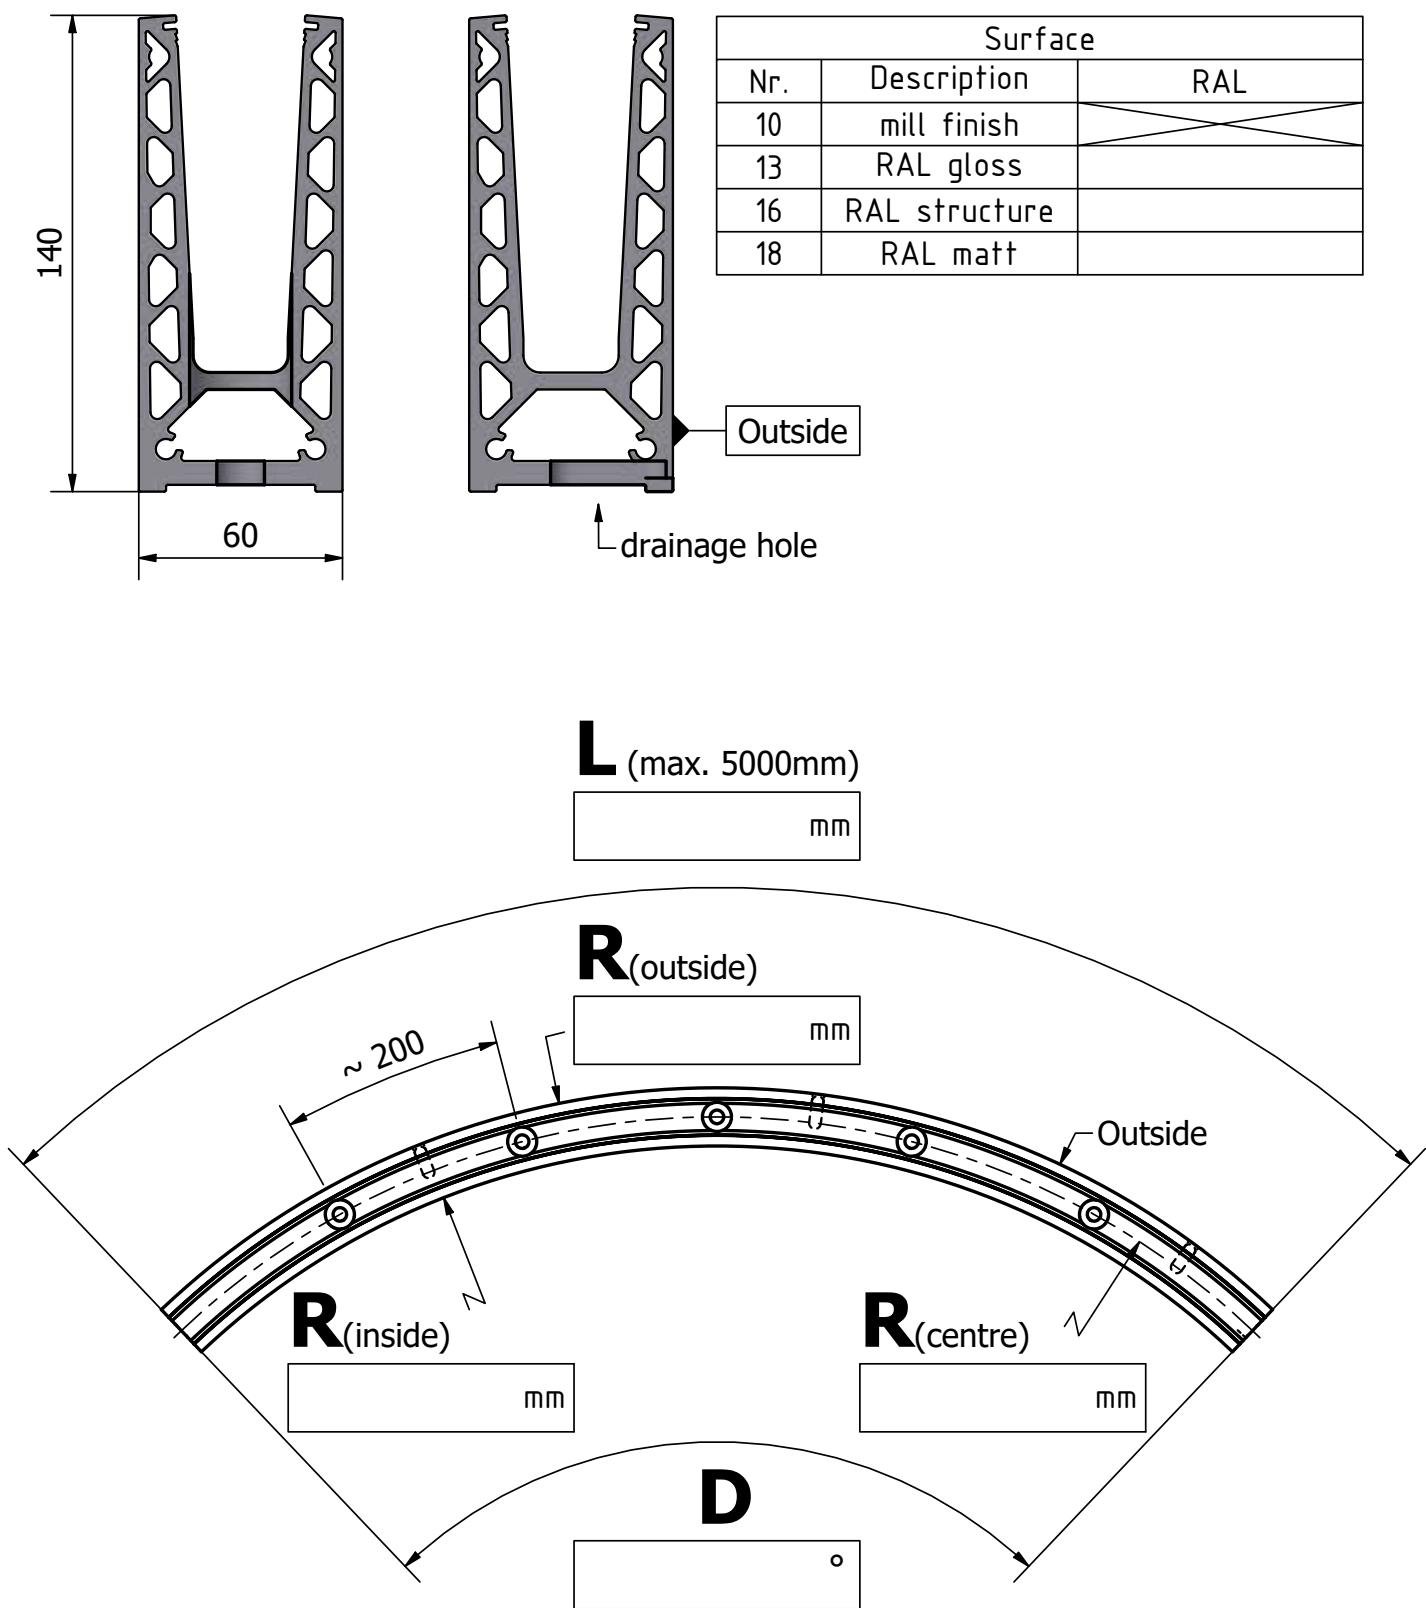 Surface
Nr. Description RAL
10 mill finish
13 RAL gloss
16 RAL structure
18 RAL matt
140
60
Outside
drainage hole
L (max. 5000mm)
mm
R(outside)
mm
~ 200
Outside
R(inside)
mm
R(centre)
mm
D
°